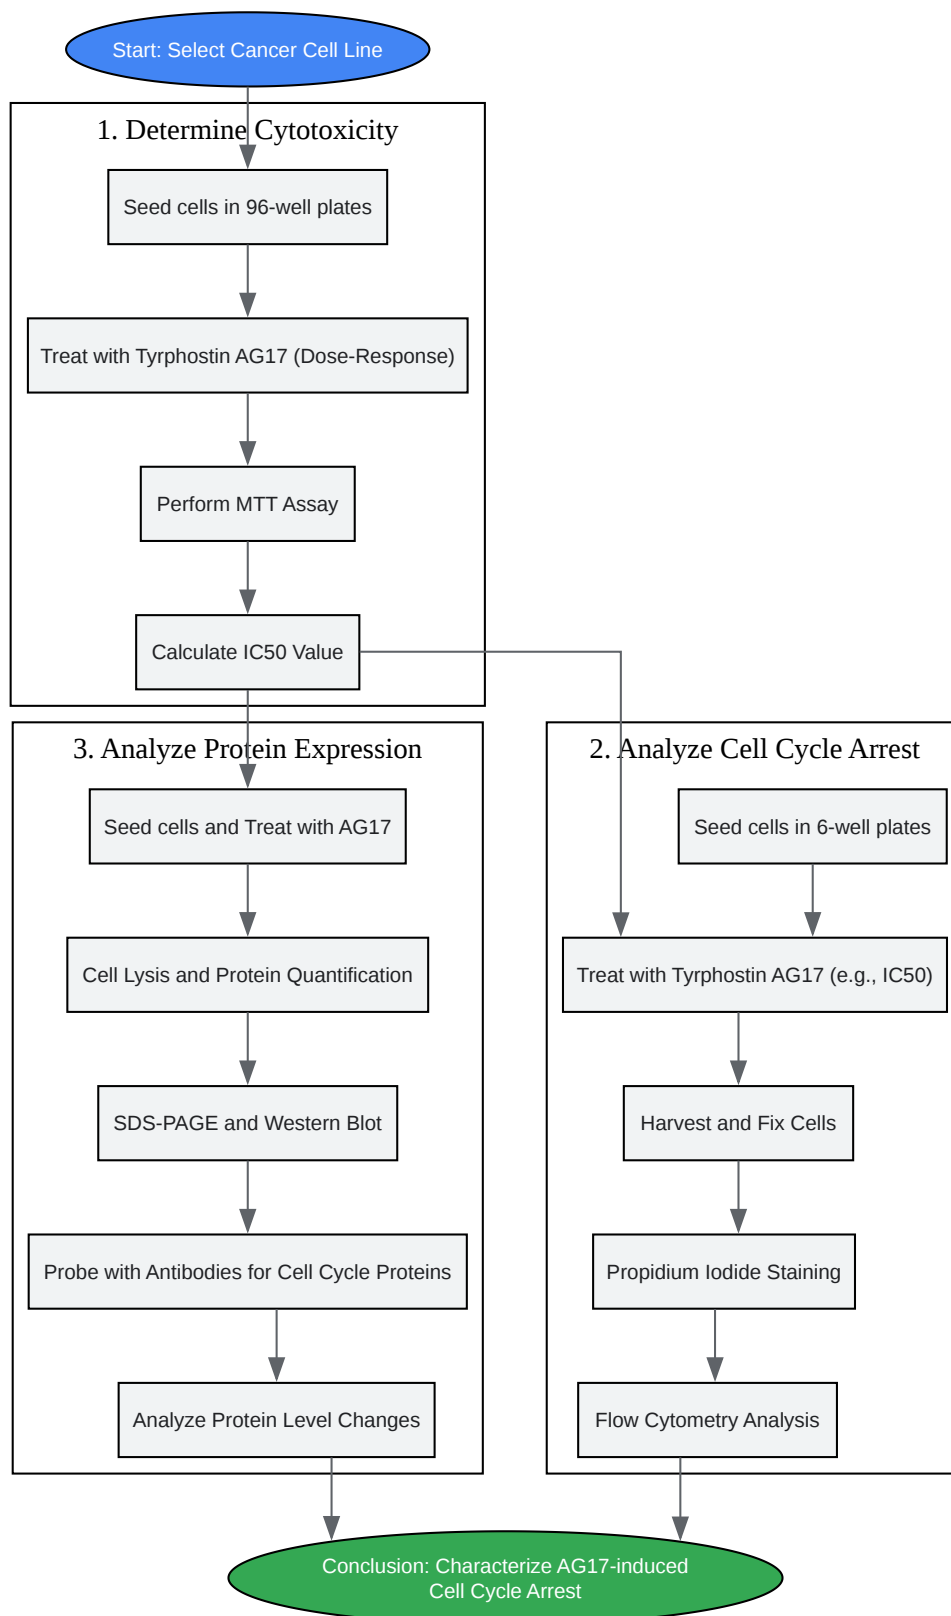 Start: Select Cancer Cell Line
1. Determine Cytotoxicity
Seed cells in 96-well plates
Treat with Tyrphostin AG17 (Dose-Response)
Perform MTT Assay
Calculate IC50 Value
3. Analyze Protein Expression
Seed cells and Treat with AG17
Cell Lysis and Protein Quantification
SDS-PAGE and Western Blot
Probe with Antibodies for Cell Cycle Proteins
Analyze Protein Level Changes
2. Analyze Cell Cycle Arrest
Seed cells in 6-well plates
Treat with Tyrphostin AG17 (e.g., IC50)
Harvest and Fix Cells
Propidium Iodide Staining
Flow Cytometry Analysis
Conclusion: Characterize AG17-induced
Cell Cycle Arrest